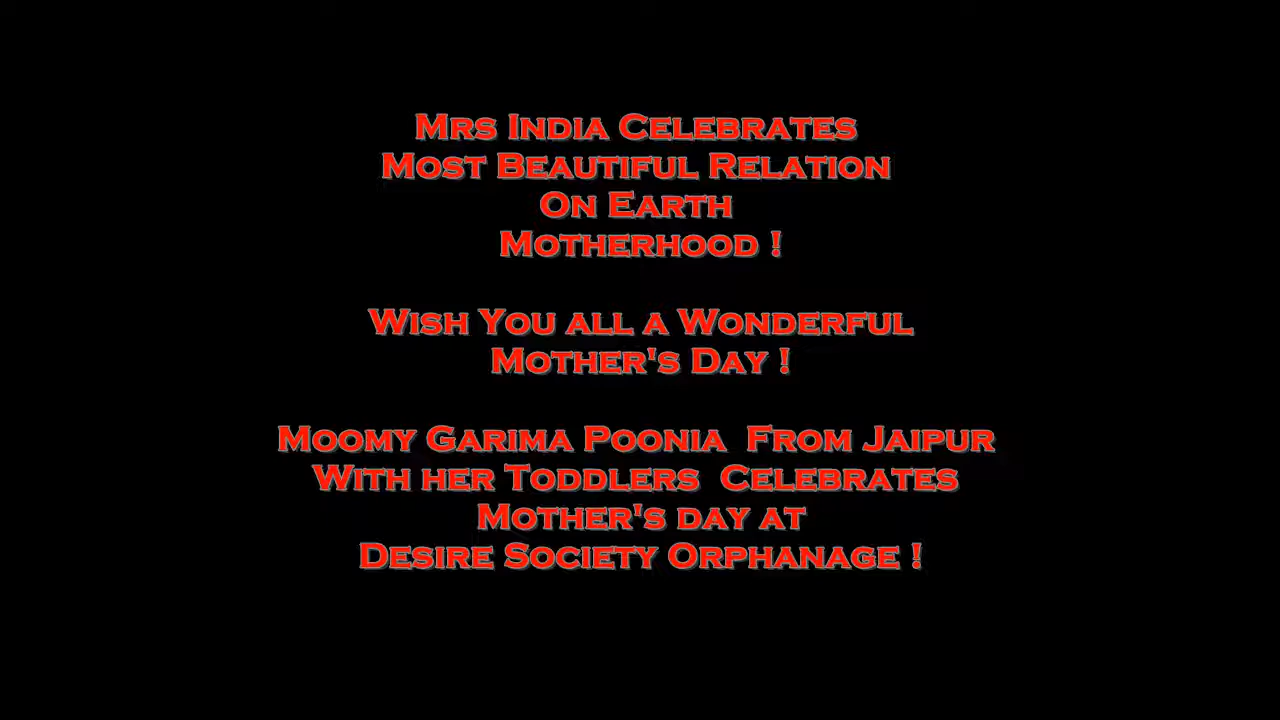 Mrs India Celebrates
Most Beautiful Relation
On Earth
Motherhood !
Wish You all a Wonderful
Mother's Day !
Moomy Garima Poonia From Jaipur
With her Toddlers Celebrates
Mother's day at
Desire Society Orphanage !